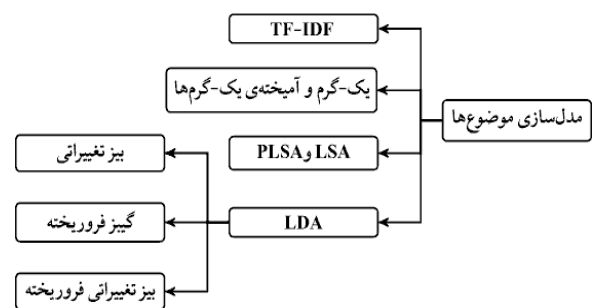 مدل‌سازی موضوع‌ها
TF-IDF
یک-گرم و آمیخته‌ی یک-گرم‌ها
LSA و PLSA
LDA
بیز تغییراتی
گیبز فروریخته
بیز تغییراتی فروریخته